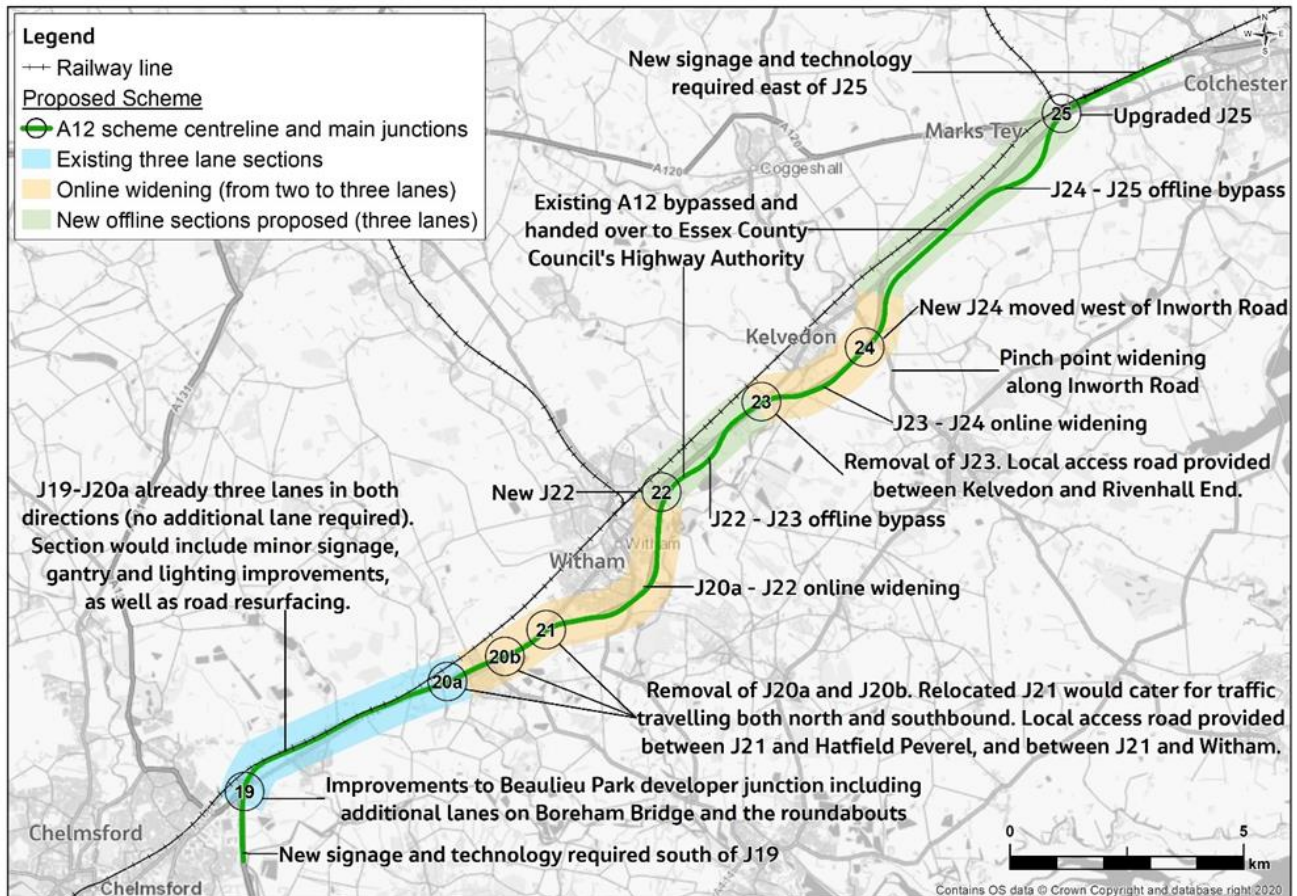 Legend
Railway line
Proposed Scheme
A12 scheme centreline and main junctions
Existing three lane sections
Online widening (from two to three lanes)
New offline sections proposed (three lanes)
N
W E
S
New signage and technology
required east of J25
Colchester
25
Upgraded J25
Marks Tey
A120
A120
Coggeshall
J24 - J25 offline bypass
Existing A12 bypassed and
handed over to Essex County
Council's Highway Authority
New J24 moved west of Inworth Road
Kelvedon
24
Pinch point widening
along Inworth Road
A131
23
J23 - J24 online widening
Removal of J23. Local access road provided
between Kelvedon and Rivenhall End.
J19-J20a already three lanes in both
directions (no additional lane required).
Section would include minor signage,
gantry and lighting improvements,
as well as road resurfacing.
New J22
22
J22 - J23 offline bypass
Witham
Witham
J20a - J22 online widening
21
20b
20a
Removal of J20a and J20b. Relocated J21 would cater for traffic
travelling both north and southbound. Local access road provided
between J21 and Hatfield Peverel, and between J21 and Witham.
19
Improvements to Beaulieu Park developer junction including
additional lanes on Boreham Bridge and the roundabouts
Chelmsford
New signage and technology required south of J19
Chelmsford
0 5
km
Contains OS data © Crown Copyright and database right 2020